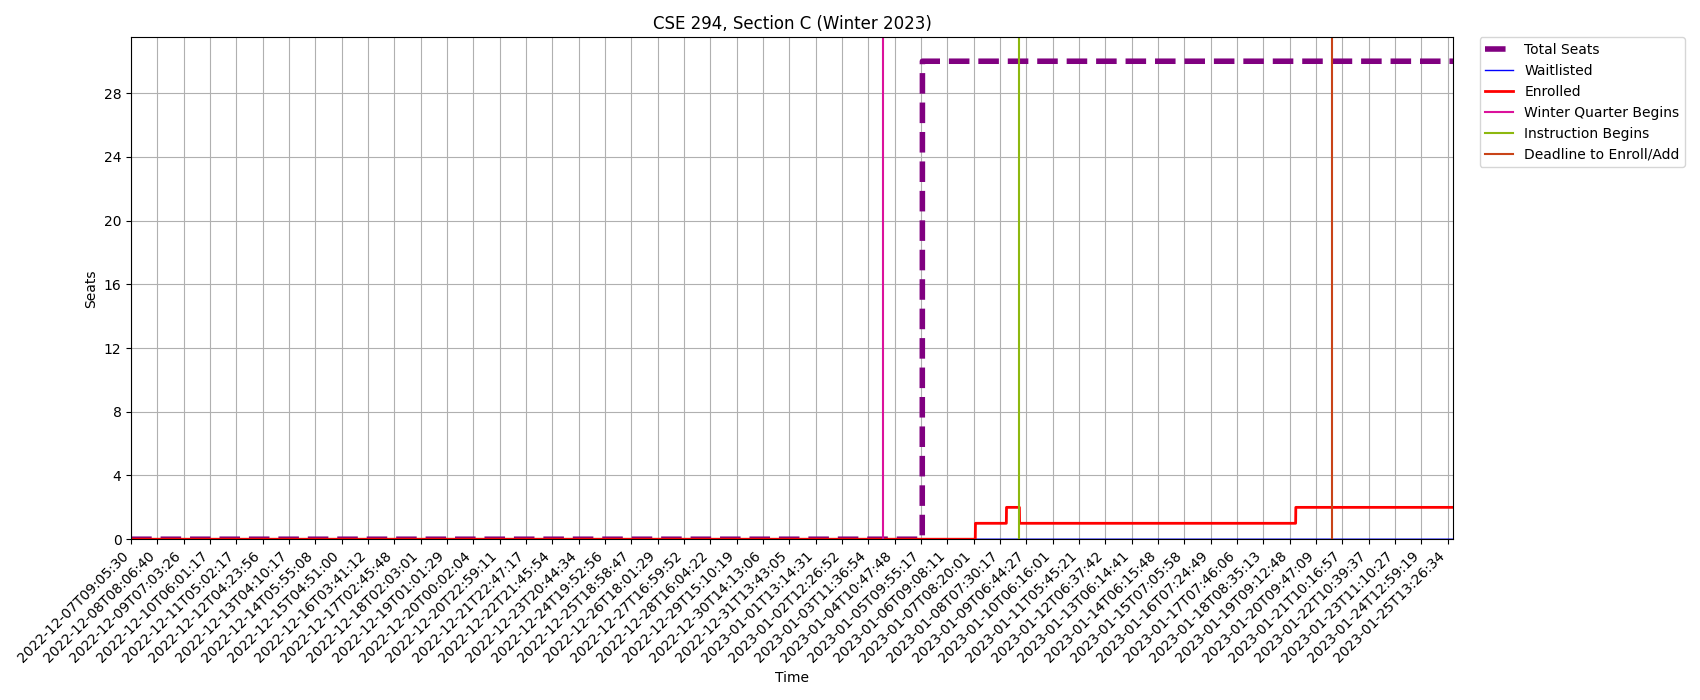 CSE 294, Section C (Winter 2023)
Total Seats
Waitlisted
Enrolled
Winter Quarter Begins
Instruction Begins
Deadline to Enroll/Add
Seats
28
24
20
16
12
8
4
0
2022-12-07T09:05:30
2022-12-08T08:06:40
2022-12-09T07:03:26
2022-12-10T06:01:17
2022-12-11T05:02:17
2022-12-12T04:23:56
2022-12-13T04:10:17
2022-12-14T05:55:08
2022-12-15T04:51:00
2022-12-16T03:41:12
2022-12-17T02:45:48
2022-12-18T02:03:01
2022-12-19T01:01:29
2022-12-20T00:02:04
2022-12-20T22:59:11
2022-12-21T22:47:17
2022-12-22T21:45:54
2022-12-23T20:44:34
2022-12-24T19:52:56
2022-12-25T18:58:47
2022-12-26T18:01:29
2022-12-27T16:59:52
2022-12-28T16:04:22
2022-12-29T15:10:19
2022-12-30T14:13:06
2022-12-31T13:43:05
2023-01-01T13:14:31
2023-01-02T12:26:52
2023-01-03T11:36:54
2023-01-04T10:47:48
2023-01-05T09:55:17
2023-01-06T09:08:11
2023-01-07T08:20:01
2023-01-08T07:30:17
2023-01-09T06:44:27
2023-01-10T06:16:01
2023-01-11T05:45:21
2023-01-12T06:37:42
2023-01-13T06:14:41
2023-01-14T06:15:48
2023-01-15T07:05:58
2023-01-16T07:24:49
2023-01-17T07:46:06
2023-01-18T08:35:13
2023-01-19T09:12:48
2023-01-20T09:47:09
2023-01-21T10:16:57
2023-01-22T10:39:37
2023-01-23T11:10:27
2023-01-24T12:59:19
2023-01-25T13:26:34
Time